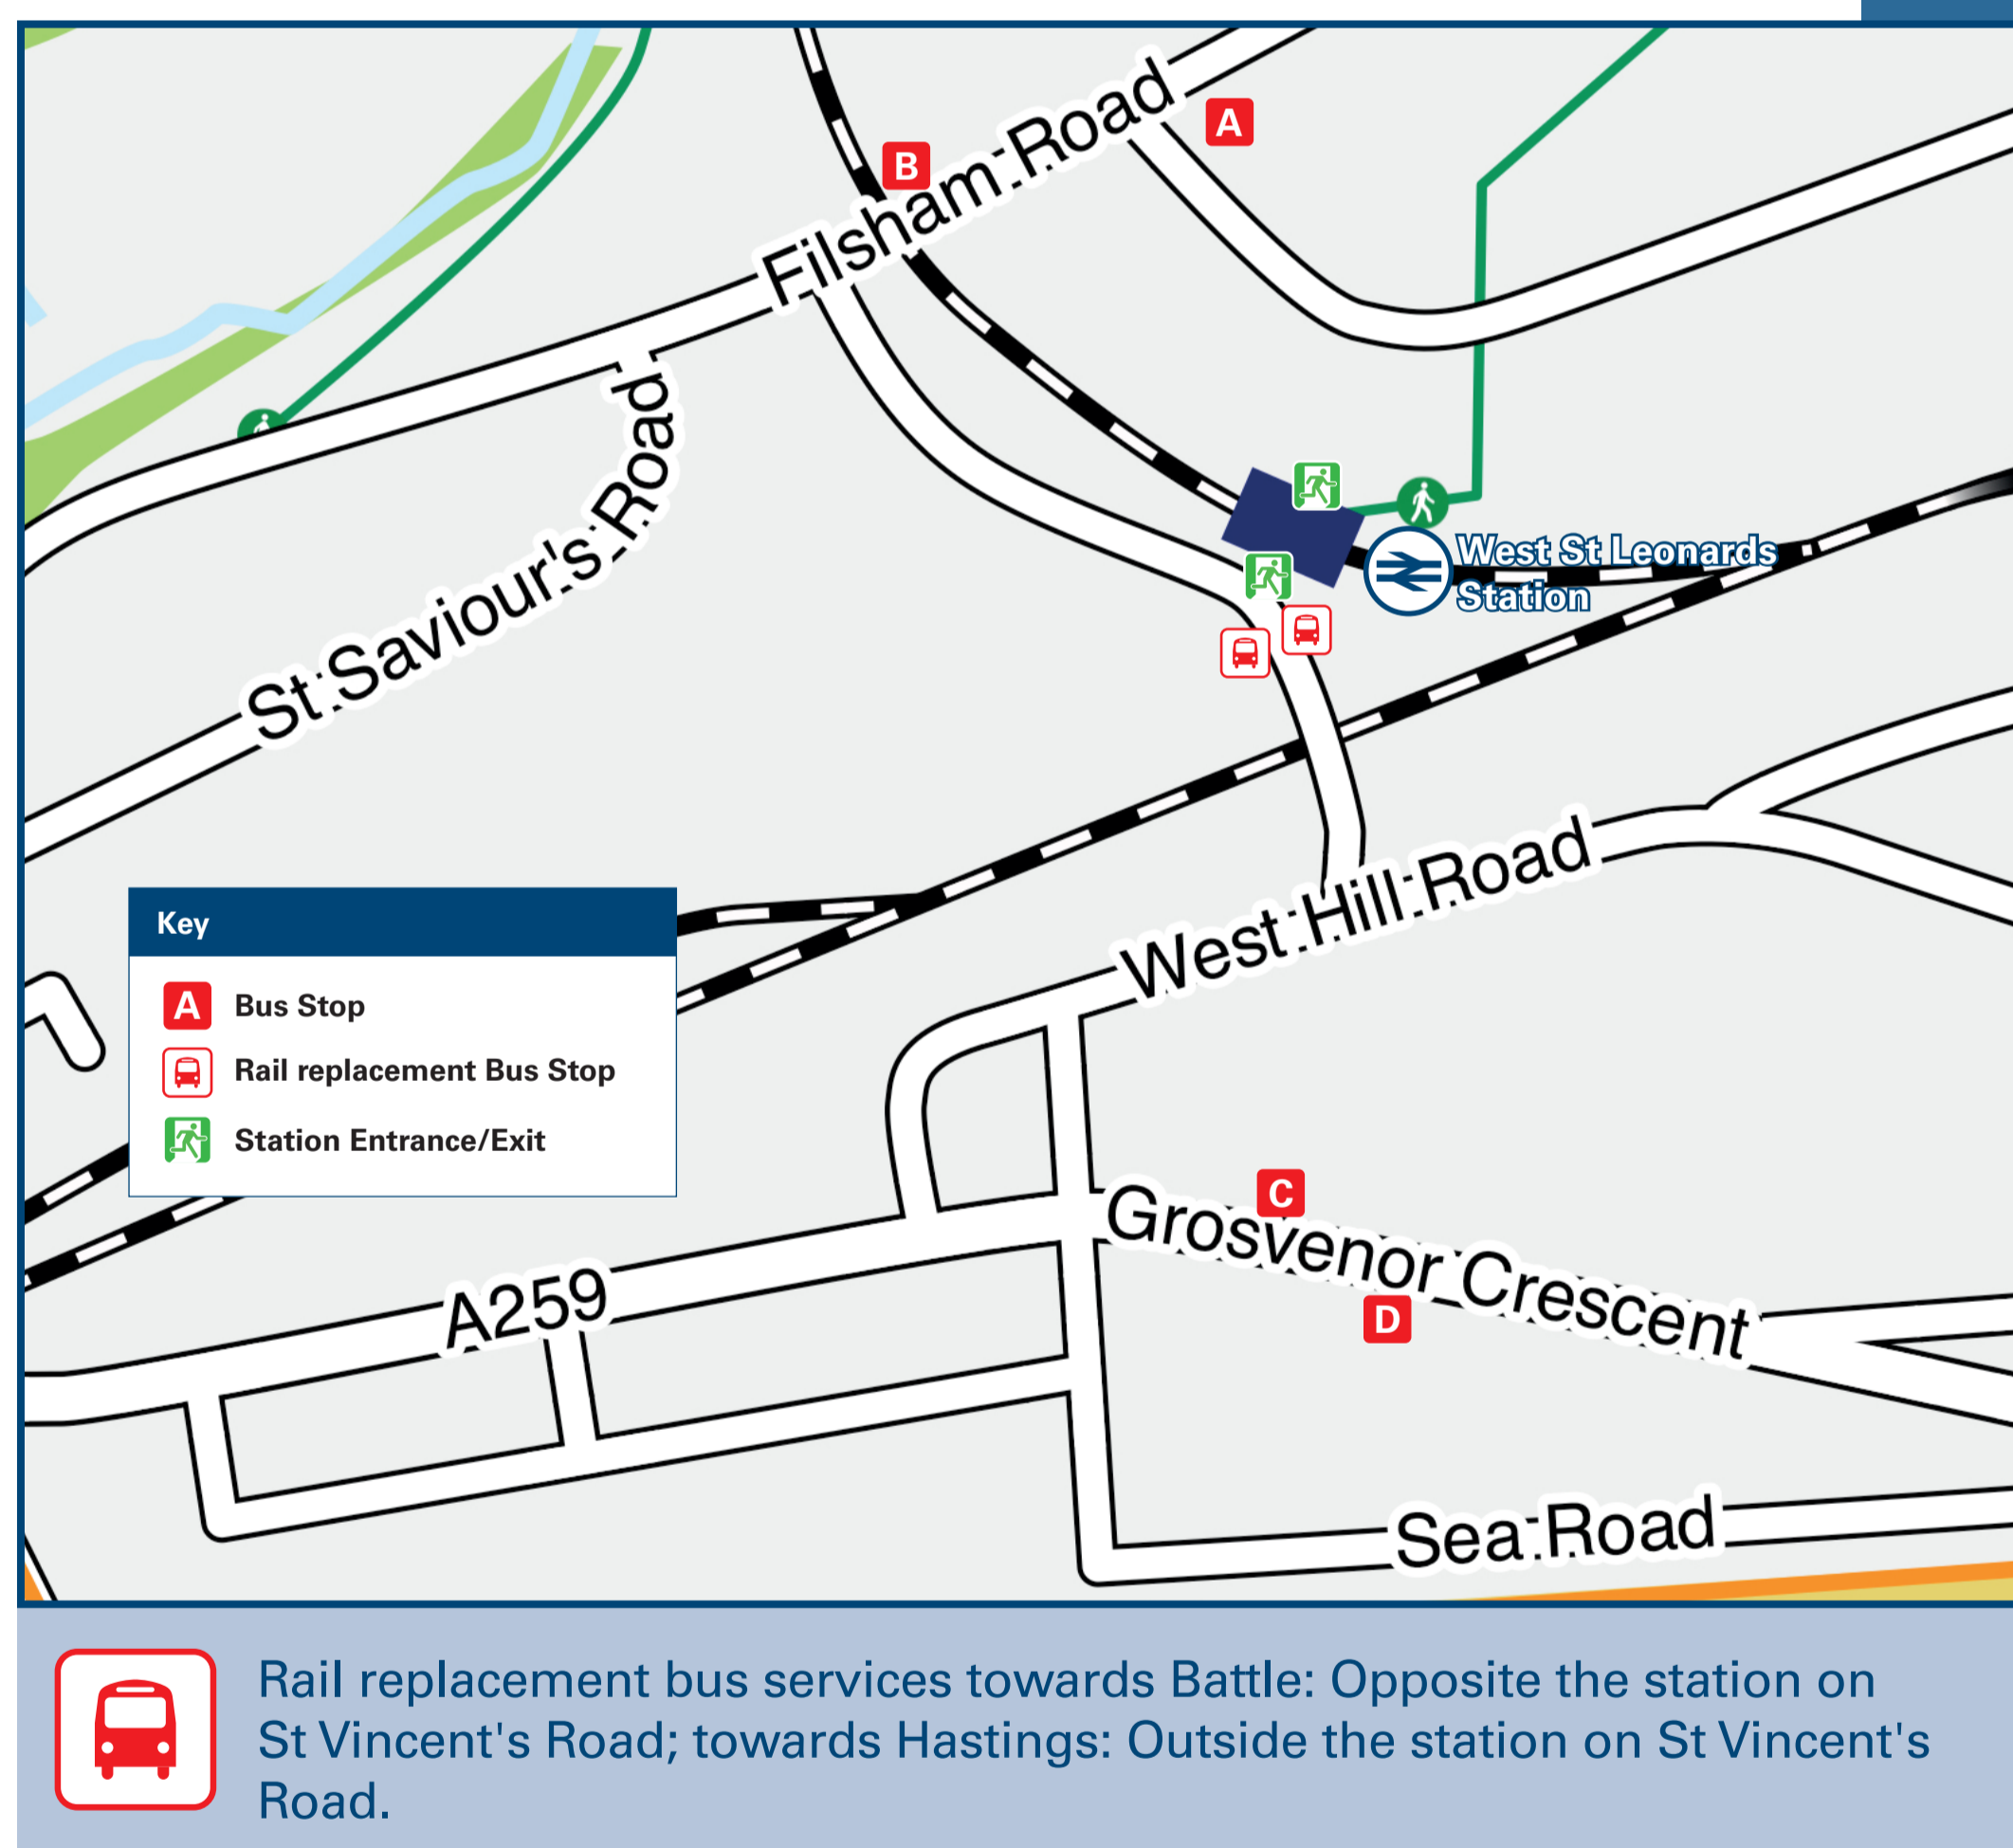 A
B
Filsham Road
St Saviour's Road
West St Leonards
Station
West Hill Road
Key
A Bus Stop
Rail replacement Bus Stop
Station Entrance/Exit
C
Grosvenor Crescent
D
A259
Sea Road
Rail replacement bus services towards Battle: Opposite the station on
St Vincent's Road; towards Hastings: Outside the station on St Vincent's
Road.